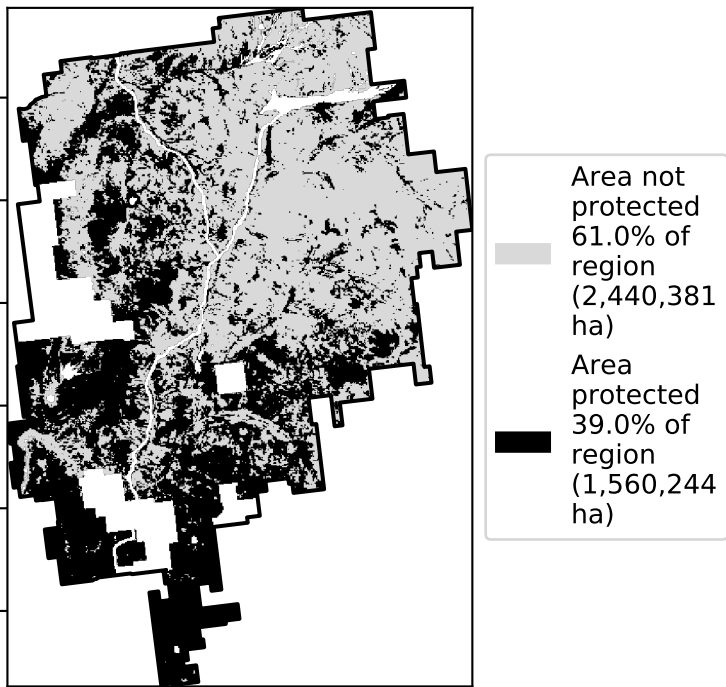 Area not
protected
61.0% of
region
(2,440,381
ha)
Area
protected
39.0% of
region
(1,560,244
ha)